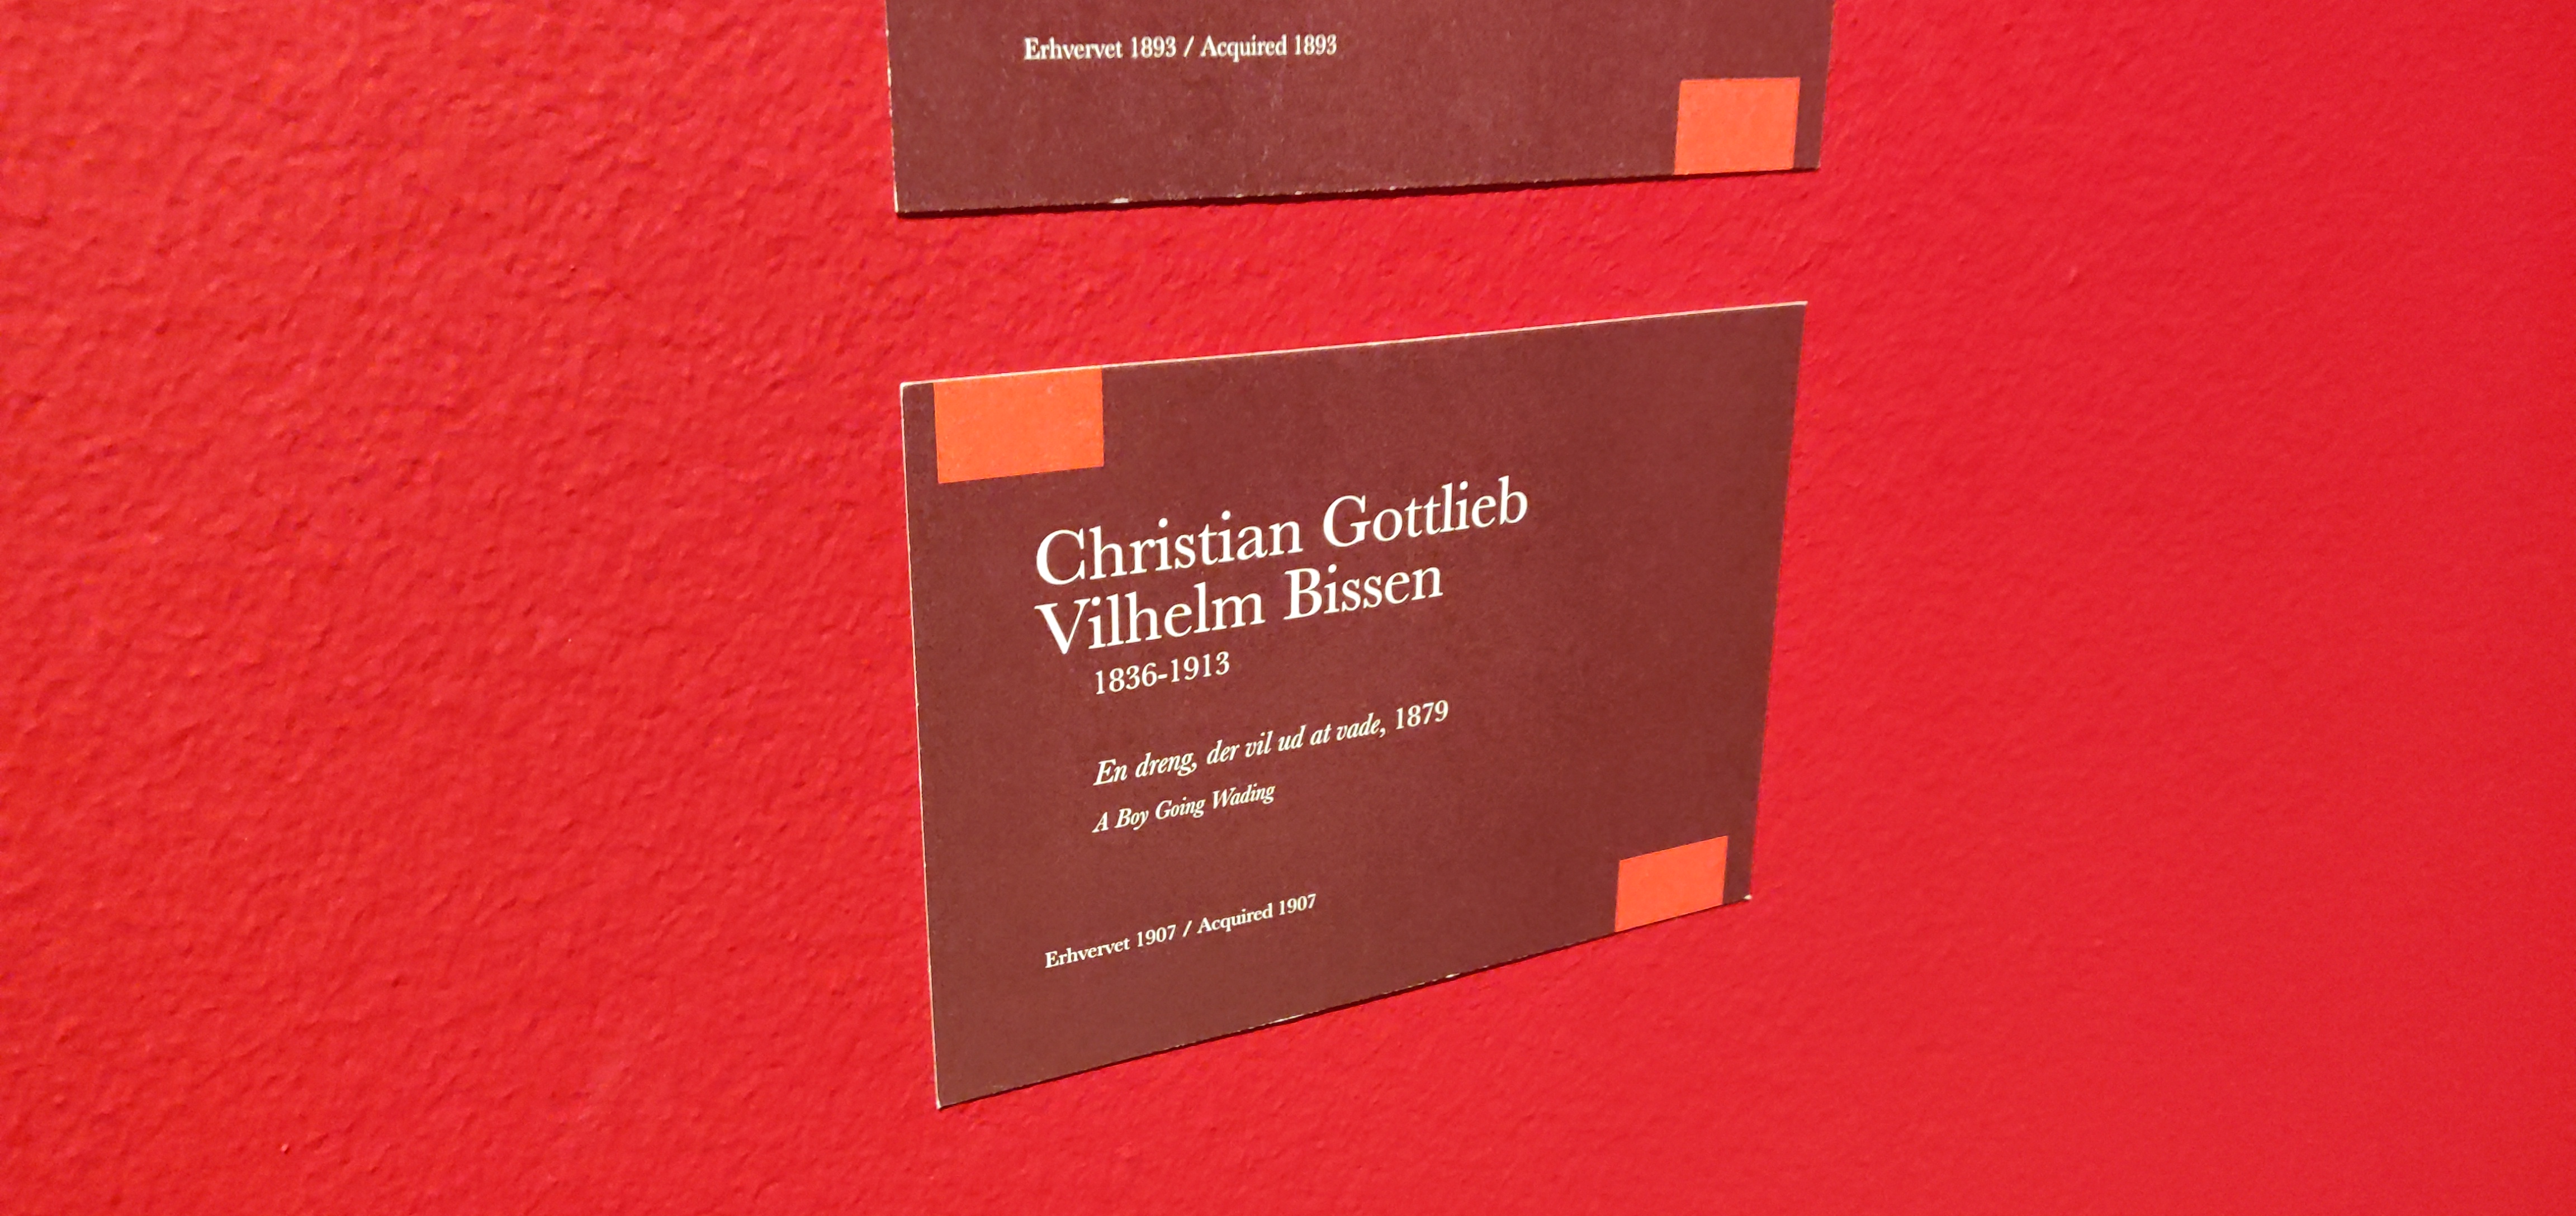 Erhvervet 1893 / Acquired 1893
Christian Gottlieb
Vilhelm Bissen
1836-1913
En dreng, der vil ud at vade, 1879
A Boy Going Wading
Erhvervet 1907 / Acquired 1907